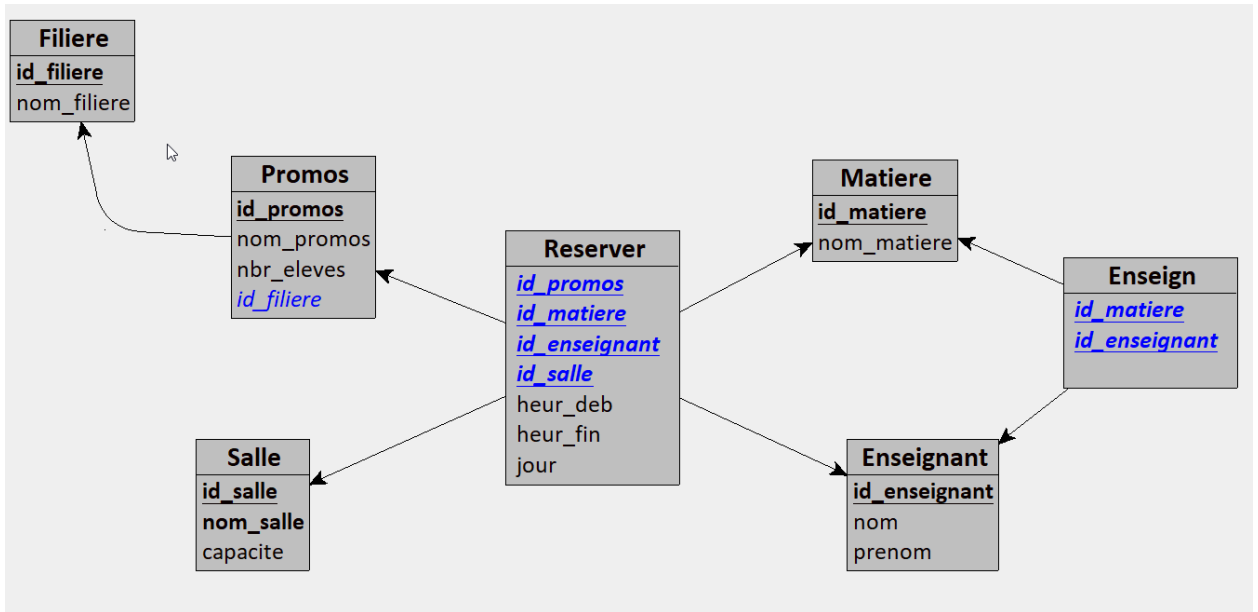 Filiere
id_filiere
nom_filiere
Promos
id_promos
nom_promos
nbr_eleves
id_filiere
Reserver
id_promos
id_matiere
id_enseignant
id_salle
heur_deb
heur_fin
jour
Matiere
id_matiere
nom_matiere
Enseign
id_matiere
id_enseignant
Salle
id_salle
nom_salle
capacite
Enseignant
id_enseignant
nom
prenom